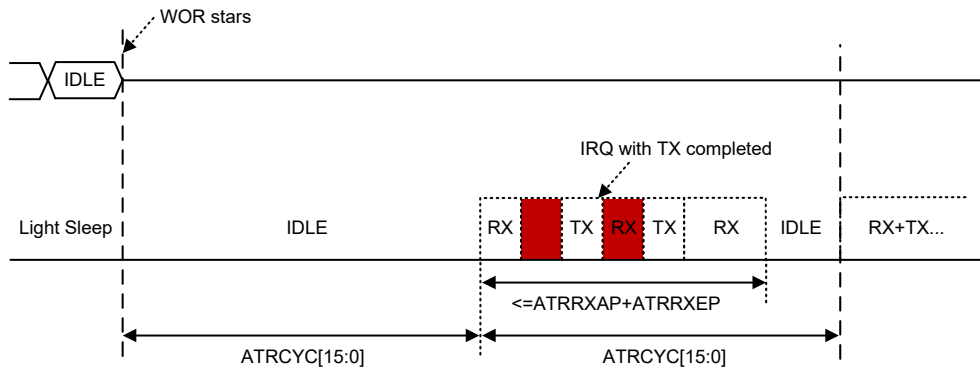 WOR stars
IDLE
IRQ with TX completed
Light Sleep
IDLE
RX
TX
RX
TX
RX
IDLE
RX+TX...
<=ATRRXAP+ATRRXEP
ATRCYC[15:0]
ATRCYC[15:0]